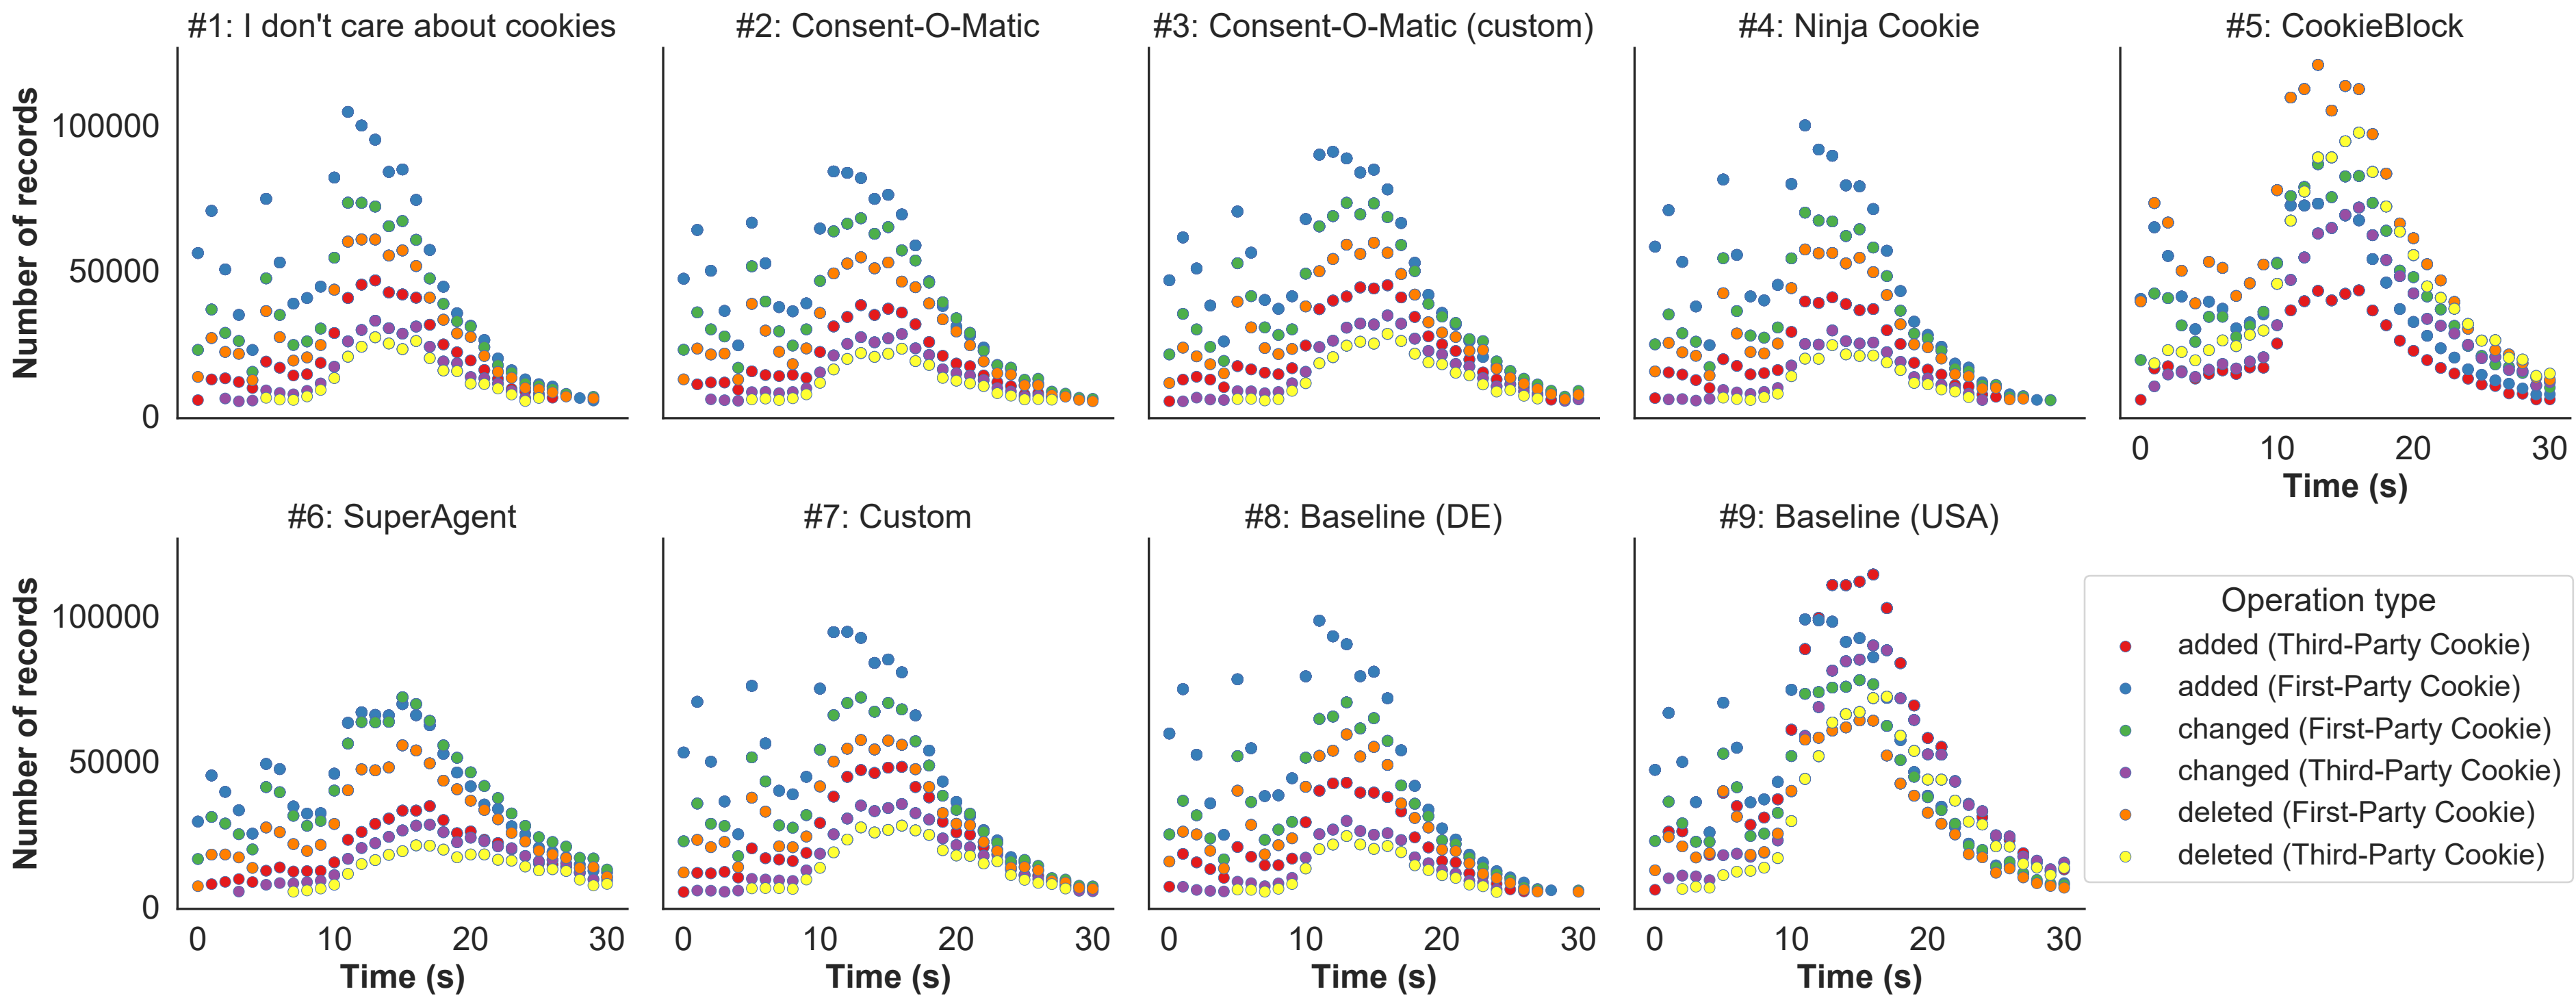 #1: I don't care about cookies
#2: Consent-O-Matic
#3: Consent-O-Matic (custom)
#4: Ninja Cookie
#5: CookieBlock
Number of records
100000
50000
0
0 10 20 30
Time (s)
#6: SuperAgent
#7: Custom
#8: Baseline (DE)
#9: Baseline (USA)
Number of records
100000
50000
0
0 10 20 30
0 10 20 30
0 10 20 30
0 10 20 30
Time (s)
Time (s)
Time (s)
Time (s)
Operation type
added (Third-Party Cookie)
added (First-Party Cookie)
changed (First-Party Cookie)
changed (Third-Party Cookie)
deleted (First-Party Cookie)
deleted (Third-Party Cookie)